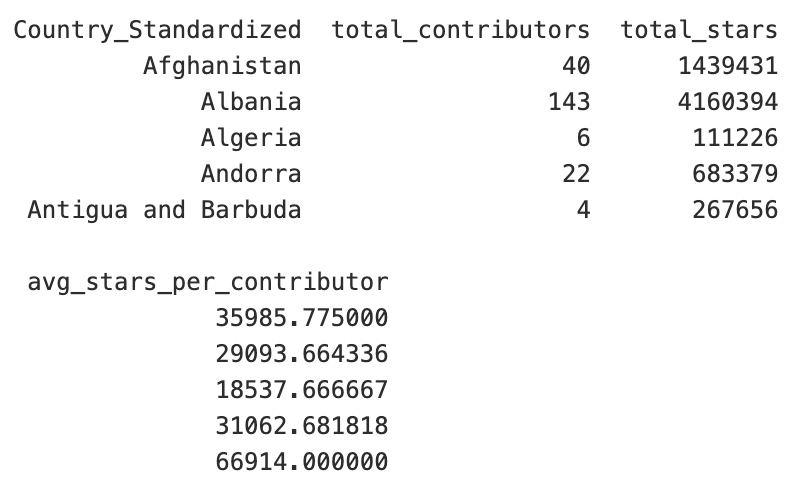 Country_Standardized total_contributors total_stars
Afghanistan 40 1439431
Albania 143 4160394
Algeria 6 111226
Andorra 22 683379
Antigua and Barbuda 4 267656
avg_stars_per_contributor
35985.775000
29093.664336
18537.666667
31062.681818
66914.000000